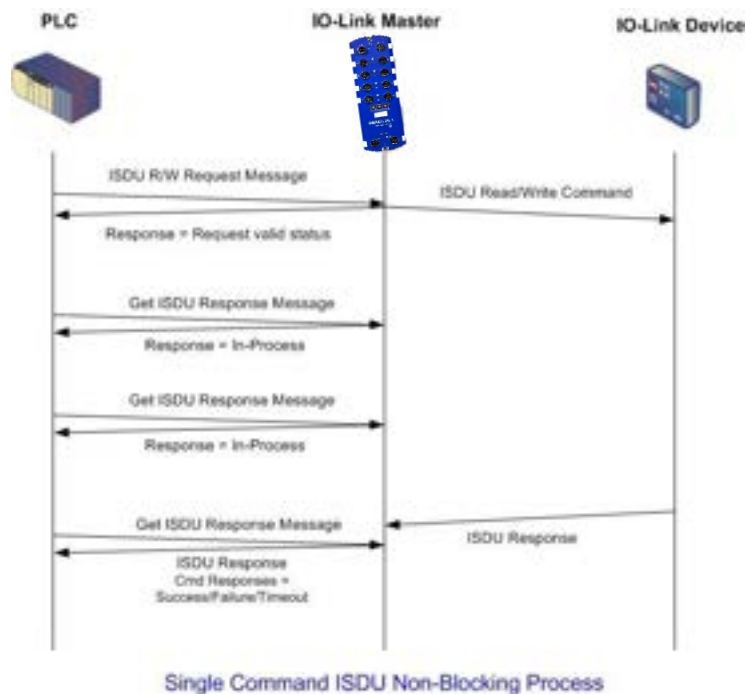 PLC
IO-Link Master
IO-Link Device
ISDU R/W Request Message
ISDU Read/Write Command
Response = Request valid status
Get ISDU Response Message
Response = In-Process
Get ISDU Response Message
Response = In-Process
Get ISDU Response Message
ISDU Response
ISDU Response
Cmd Responses =
Success/Failure/Timeout
Single Command ISDU Non-Blocking Process